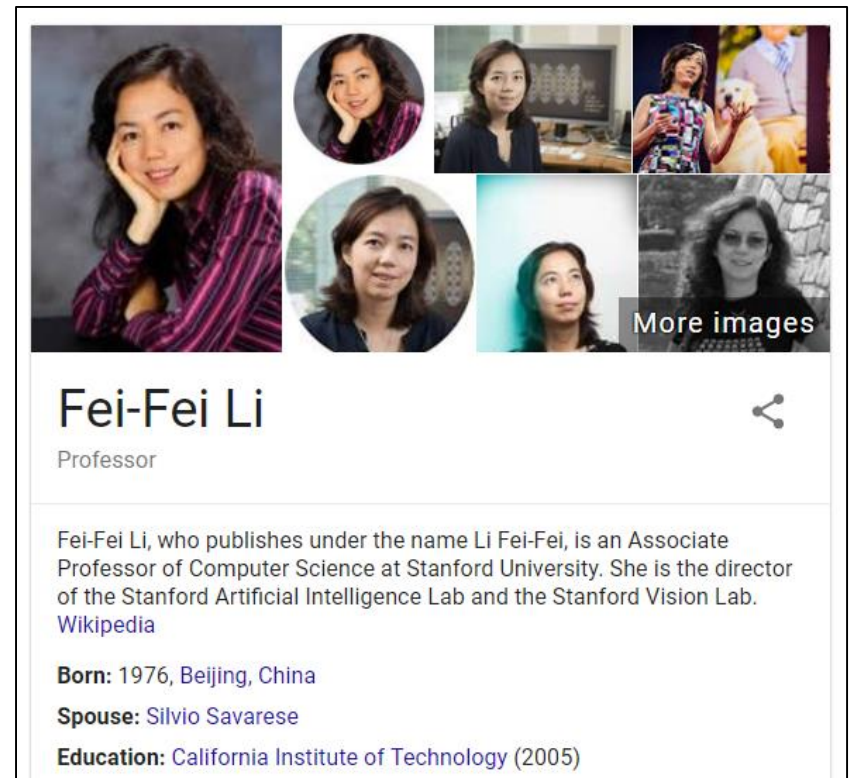 More images
Fei-Fei Li
Professor
Fei-Fei Li, who publishes under the name Li Fei-Fei, is an Associate
Professor of Computer Science at Stanford University. She is the director
of the Stanford Artificial Intelligence Lab and the Stanford Vision Lab.
Wikipedia
Born: 1976, Beijing, China
Spouse: Silvio Savarese
Education: California Institute of Technology (2005)